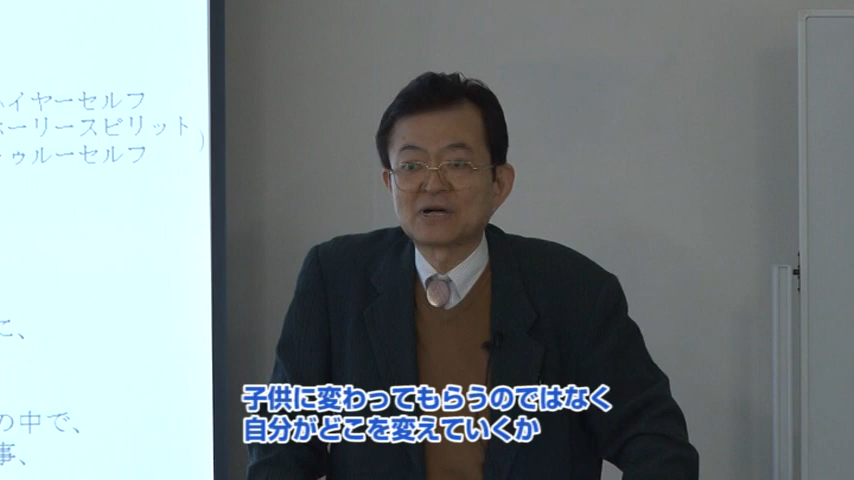 イヤーセルフ
ーリースピリット
ゥルーセルフ
)
こ、
の中で、
事、
子供に変わってもらうのではなく
自分がどこを変えていくか